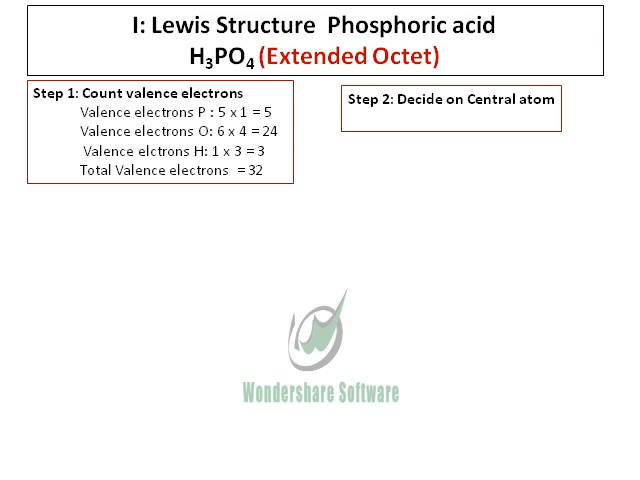 I: Lewis Structure Phosphoric acid
H₃PO₄ (Extended Octet)
Step 1: Count valence electrons
Valence electrons P : 5 x 1 = 5
Valence electrons O: 6 x 4 = 24
Valence elctrons H: 1 x 3 = 3
Total Valence electrons = 32
Step 2: Decide on Central atom
Wondershare Software